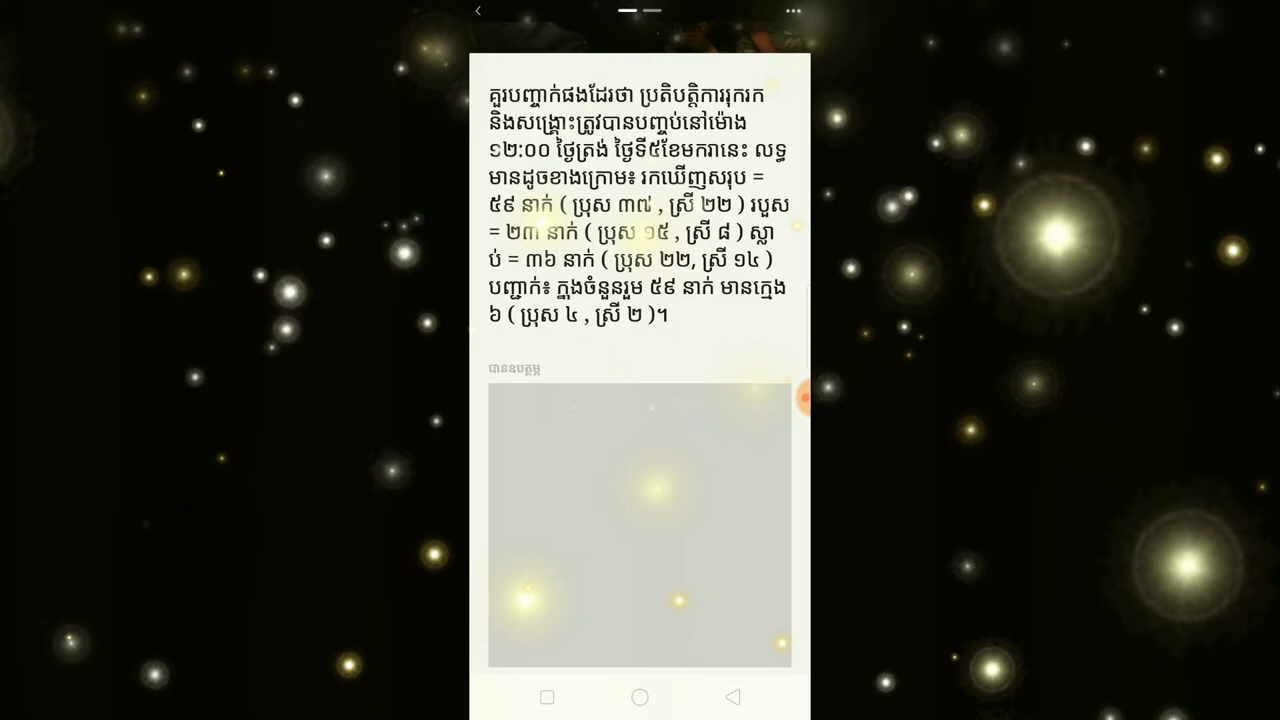 គួរបញ្ជាក់ផងដែរថា ប្រតិបត្តិការរុករក
និងសង្គ្រោះត្រូវបានបញ្ចប់នៅម៉ោង
១២:០០ ថ្ងៃត្រង់ ថ្ងៃទី៥ខែមករានេះ លទ្ធ
មានដូចខាងក្រោម៖ រកឃើញសរុប =
៥៩ នាក់ ( ប្រុស ៣៧ , ស្រី ២២ ) របួស
= ២៣ នាក់ ( ប្រុស ១៥ , ស្រី ៨ ) ស្លា
ប់ = ៣៦ នាក់ ( ប្រុស ២២, ស្រី ១៤ )
បញ្ជាក់៖ ក្នុងចំនួនរួម ៥៩ នាក់ មានក្មេង
៦ ( ប្រុស ៤ , ស្រី ២ )។
បានឧបត្ថម្ភ